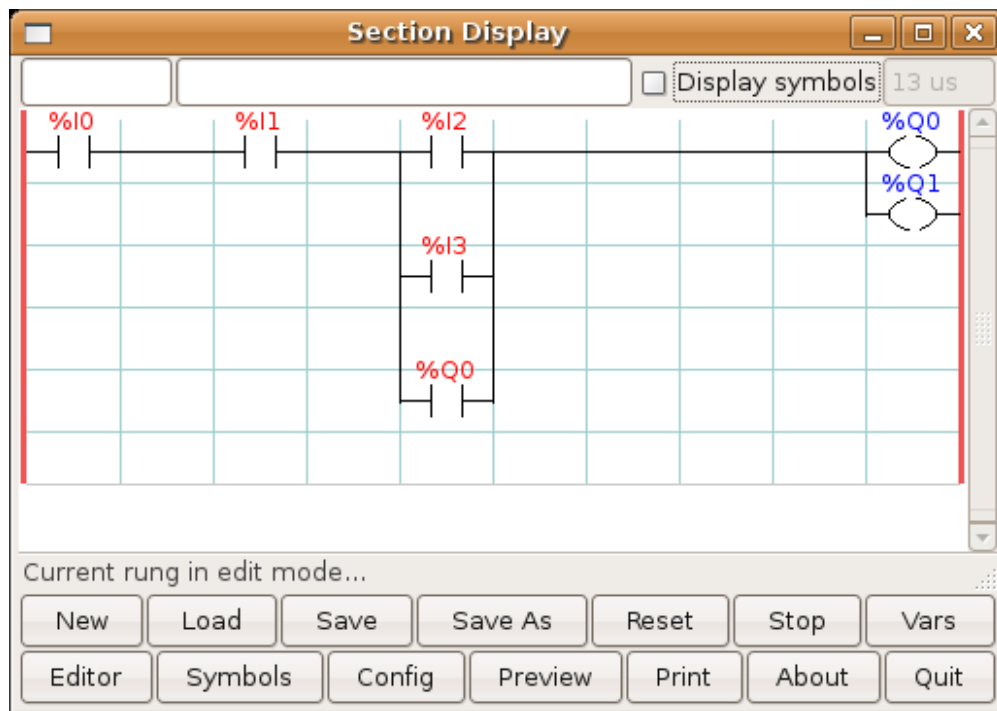 Section Display
Display symbols 13 us
%I0 %I1 %I2 %Q0
%Q1
%I3
%Q0
Current rung in edit mode...
New Load Save Save As Reset Stop Vars
Editor Symbols Config Preview Print About Quit